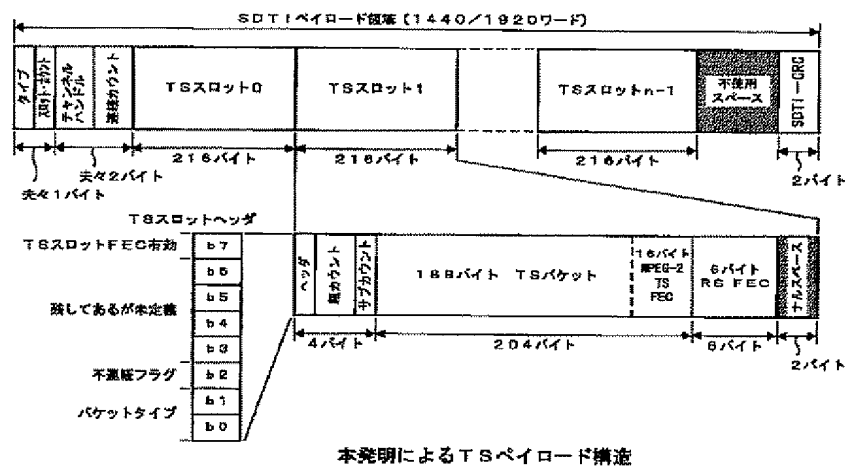 SDTIペイロード領域（1440／1920ワード）
タイプ
スロット・カウント
チャンネル
ハンドル
連続カウント
TSスロット0
TSスロット1
TSスロットn-1
不使用
スペース
SDTI-CRC
夫々1バイト
夫々2バイト
216バイト
216バイト
216バイト
2バイト
TSスロットヘッダ
TSスロットFEC有効
b7
残してあるが未定義
b6
b5
b4
b3
不連続フラグ
b2
パケットタイプ
b1
b0
ヘッダ
サブカウント
188バイト TSパケット
16バイト
MPEG-2
TS
FEC
6バイト
RS FEC
ナルスペース
4バイト
204バイト
6バイト
2バイト
本発明によるTSペイロード構造